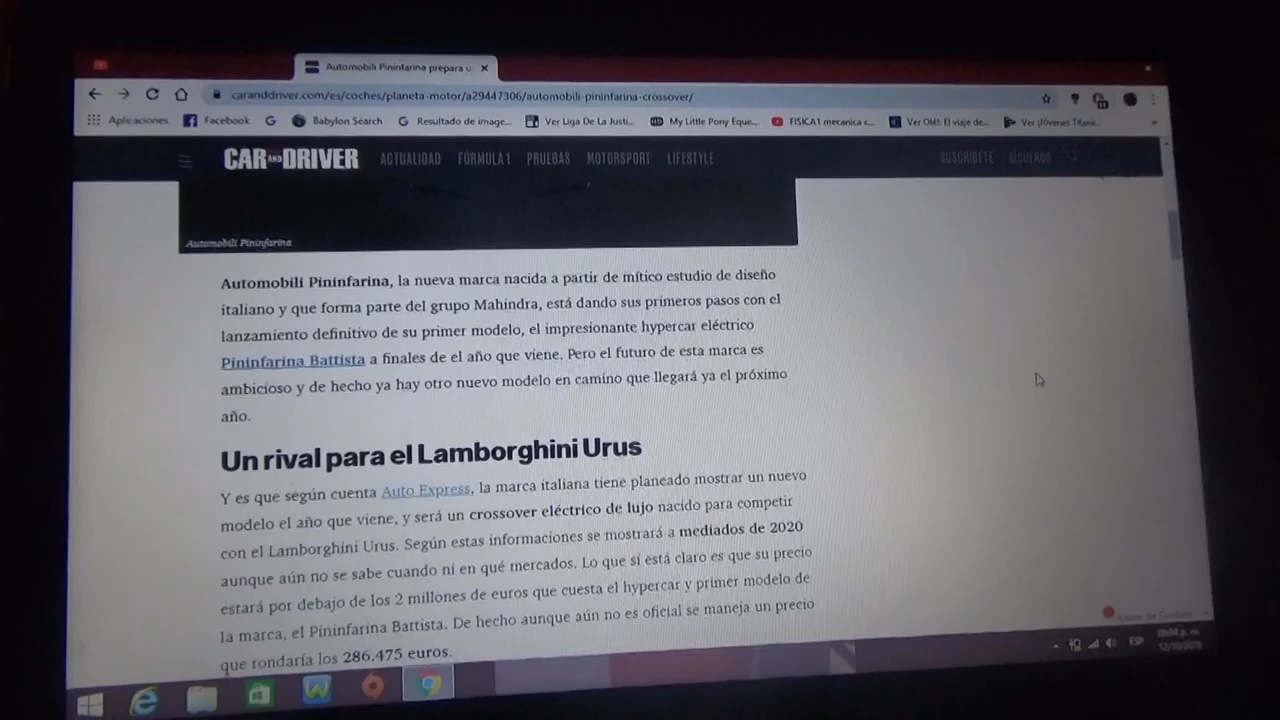 Automobili Pininfarina prepara u
caranddriver.com/es/coches/planeta-motor/a29447306/automobili-pininfarina-crossover/
Aplicaciones Facebook Babylon Search Resultado de image... Ver Liga De La Justi... My Little Pony Eque... FISICA1 mecanica c... Ver Olé!: El viaje de... Ver ¡Jóvenes Titane...
CAR AND DRIVER ACTUALIDAD FÓRMULA 1 PRUEBAS MOTORSPORT LIFESTYLE SUSCRÍBETE SÍGUENOS
Automobili Pininfarina
Automobili Pininfarina, la nueva marca nacida a partir de mítico estudio de diseño
italiano y que forma parte del grupo Mahindra, está dando sus primeros pasos con el
lanzamiento definitivo de su primer modelo, el impresionante hypercar eléctrico
Pininfarina Battista a finales de el año que viene. Pero el futuro de esta marca es
ambicioso y de hecho ya hay otro nuevo modelo en camino que llegará ya el próximo
año.
Un rival para el Lamborghini Urus
Y es que según cuenta Auto Express, la marca italiana tiene planeado mostrar un nuevo
modelo el año que viene, y será un crossover eléctrico de lujo nacido para competir
con el Lamborghini Urus. Según estas informaciones se mostrará a mediados de 2020
aunque aún no se sabe cuando ni en qué mercados. Lo que sí está claro es que su precio
estará por debajo de los 2 millones de euros que cuesta el hypercar y primer modelo de
la marca, el Pininfarina Battista. De hecho aunque aún no es oficial se maneja un precio
que rondaría los 286.475 euros.
ESP